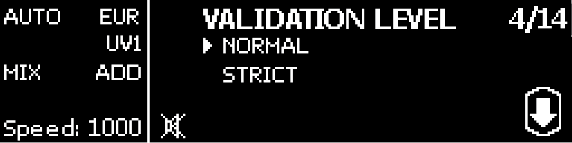 AUTO EUR
UV1
MIX ADD
Speed: 1000
VALIDATION LEVEL 4/14
NORMAL
STRICT